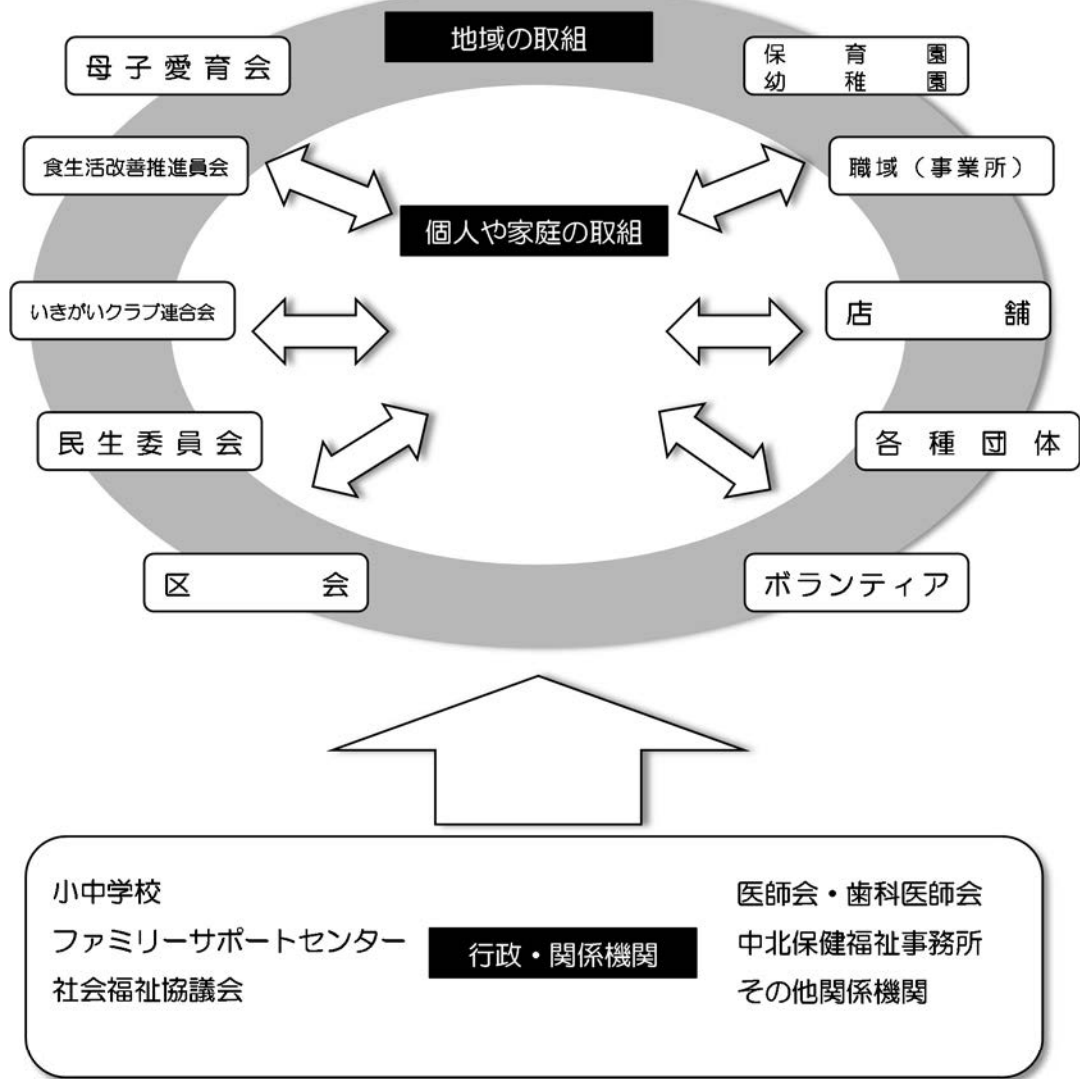 地域の取組
母子愛育会
保育園
幼稚園
食生活改善推進員会
職域（事業所）
個人や家庭の取組
いきがいクラブ連合会
店舗
民生委員会
各種団体
区会
ボランティア
小中学校
ファミリーサポートセンター
社会福祉協議会
行政・関係機関
医師会・歯科医師会
中北保健福祉事務所
その他関係機関